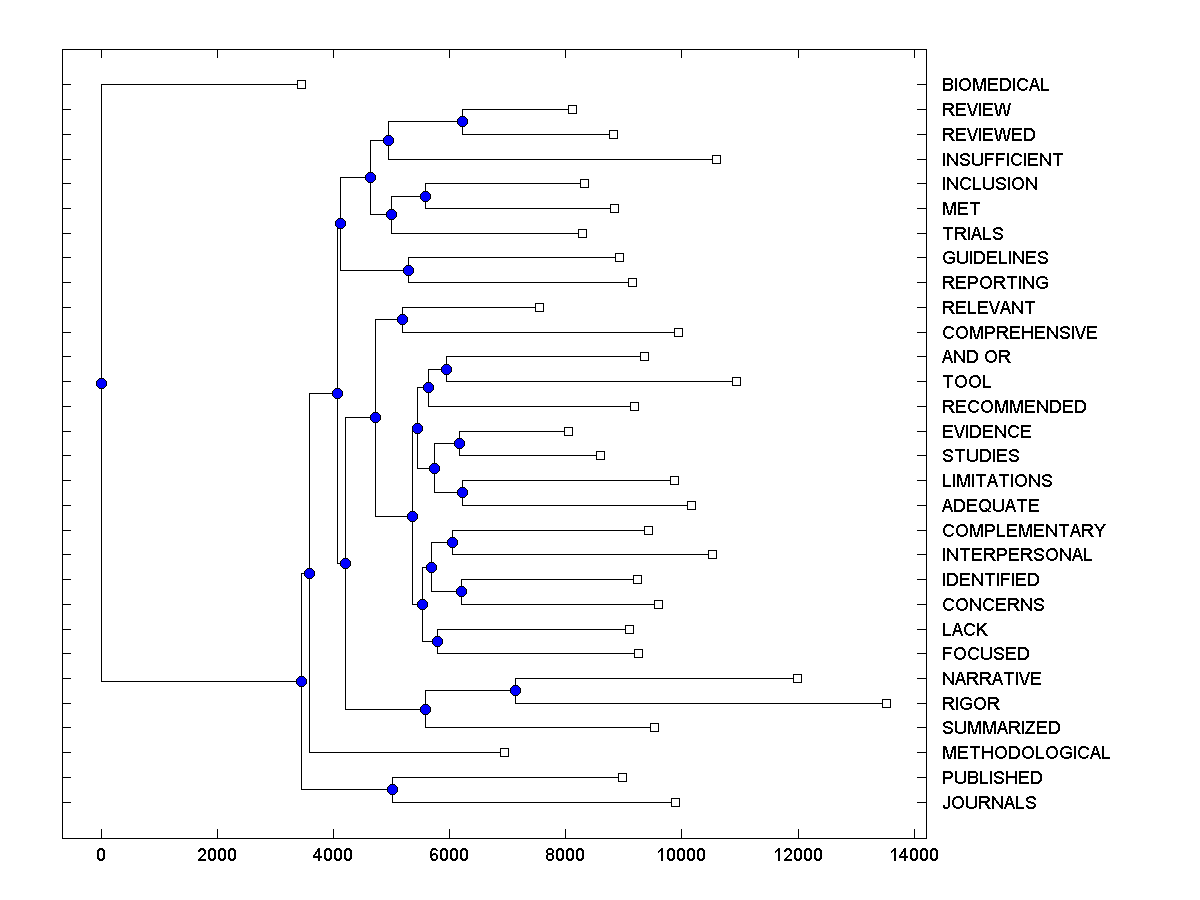 BIOMEDICAL
REVIEW
REVIEWED
INSUFFICIENT
INCLUSION
MET
TRIALS
GUIDELINES
REPORTING
RELEVANT
COMPREHENSIVE
AND OR
TOOL
RECOMMENDED
EVIDENCE
STUDIES
LIMITATIONS
ADEQUATE
COMPLEMENTARY
INTERPERSONAL
IDENTIFIED
CONCERNS
LACK
FOCUSED
NARRATIVE
RIGOR
SUMMARIZED
METHODOLOGICAL
PUBLISHED
JOURNALS
0 2000 4000 6000 8000 10000 12000 14000